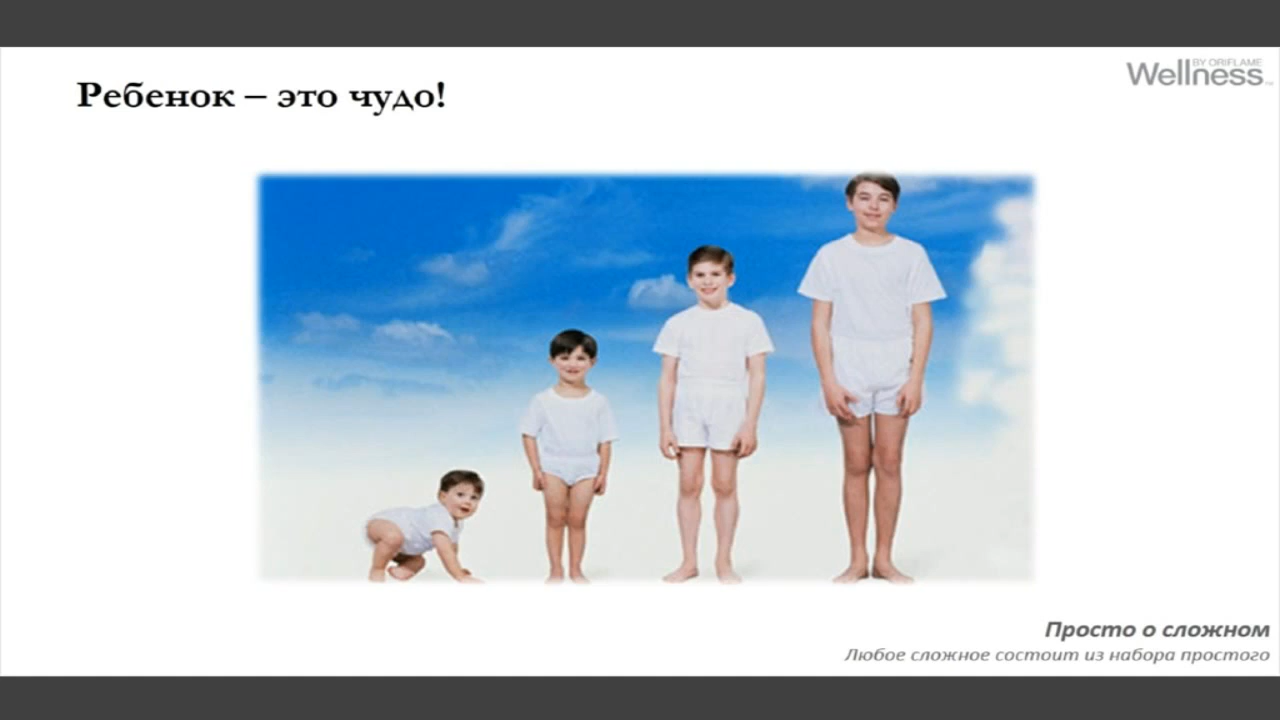 Ребенок – это чудо!
BY ORIFLAME
Wellness
Просто о сложном
Любое сложное состоит из набора простого